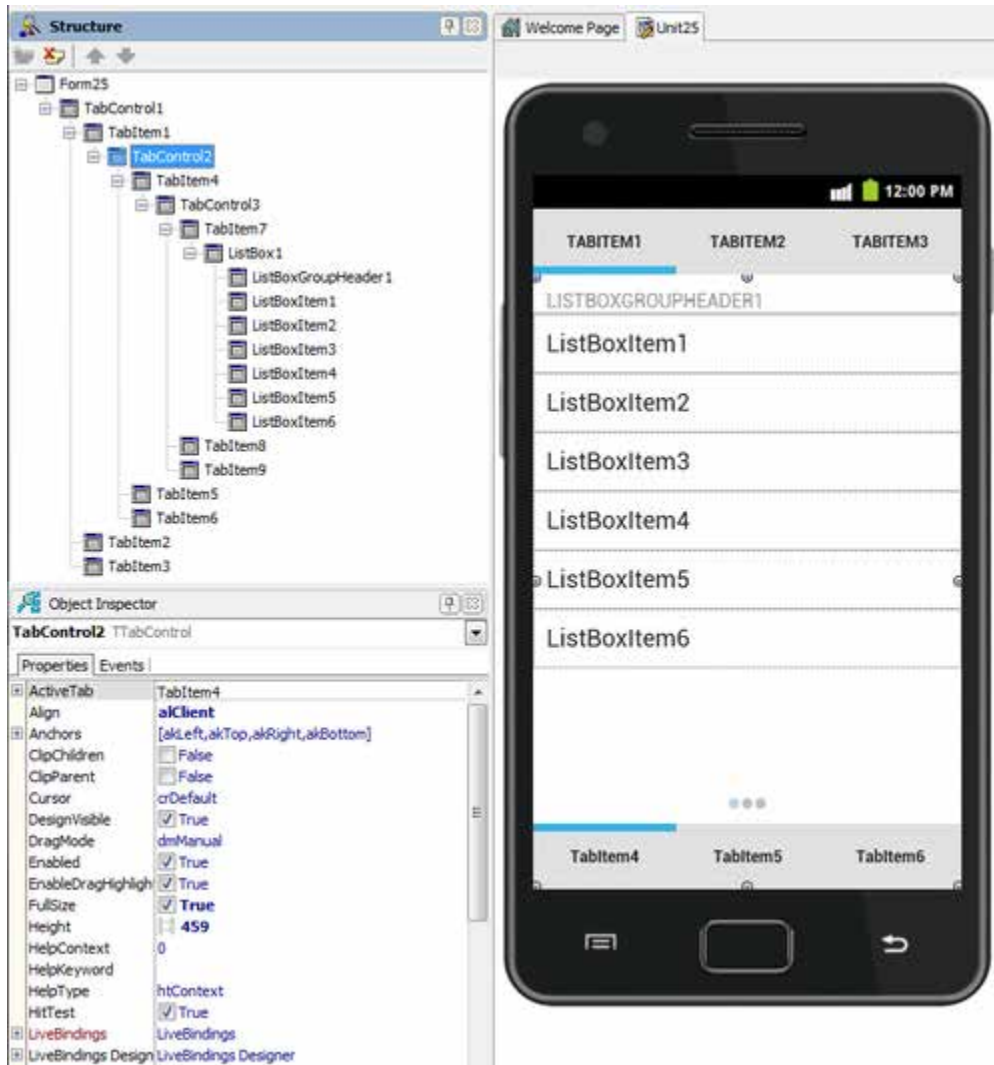 Structure
Form25
TabControl1
TabItem1
TabControl2
TabItem4
TabControl3
TabItem7
ListBox1
ListBoxGroupHeader1
ListBoxItem1
ListBoxItem2
ListBoxItem3
ListBoxItem4
ListBoxItem5
ListBoxItem6
TabItem8
TabItem9
TabItem5
TabItem6
TabItem2
TabItem3
Object Inspector
TabControl2 TTabControl
Properties Events
ActiveTab TabItem4
Align alClient
Anchors [akLeft,akTop,akRight,akBottom]
ClipChildren False
ClipParent False
Cursor crDefault
DesignVisible True
DragMode dmManual
Enabled True
EnableDragHighligh True
FullSize True
Height 459
HelpContext 0
HelpKeyword
HelpType htContext
HitTest True
LiveBindings LiveBindings
LiveBindings Design LiveBindings Designer
Welcome Page Unit25
12:00 PM
TABITEM1 TABITEM2 TABITEM3
LISTBOXGROUPHEADER1
ListBoxItem1
ListBoxItem2
ListBoxItem3
ListBoxItem4
ListBoxItem5
ListBoxItem6
TabItem4 TabItem5 TabItem6